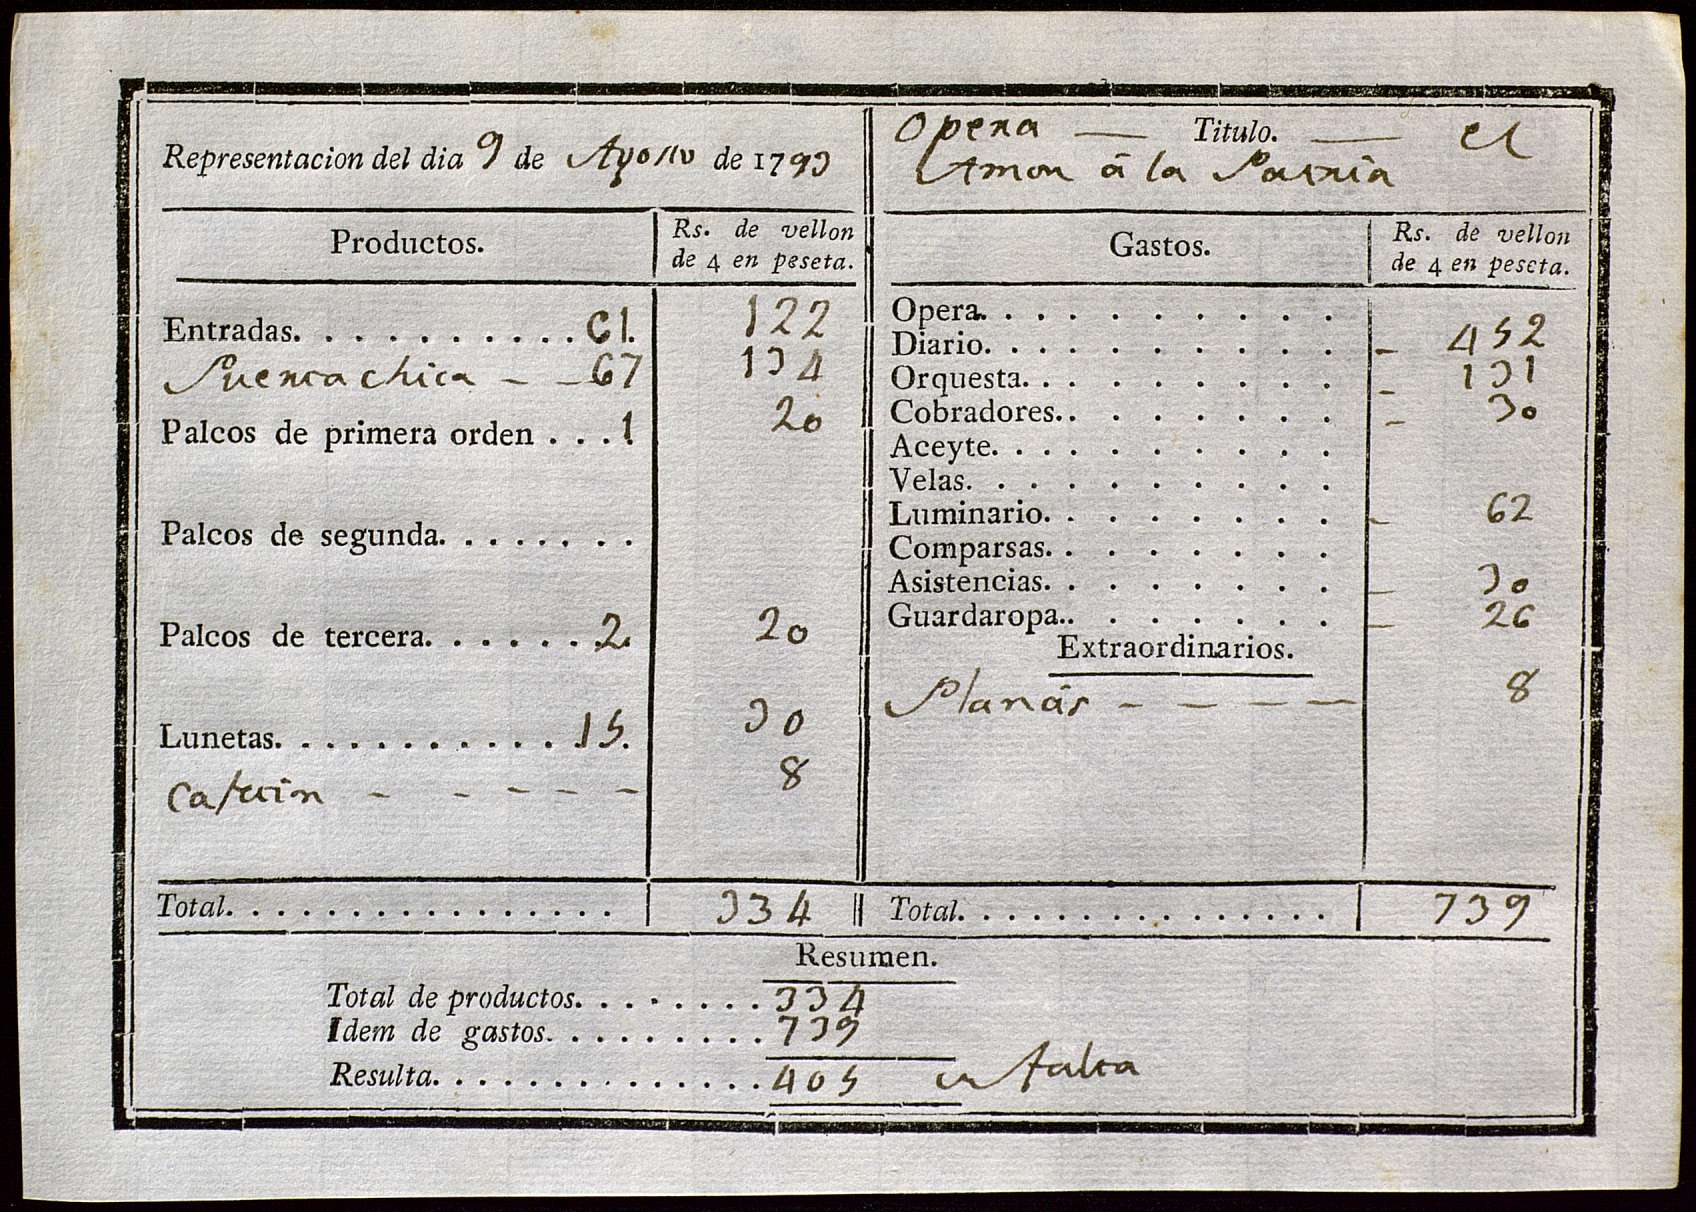 Representacion del dia 9 de Agosto de 1793
Opera — Titulo. — el
Amor â la Patria
Productos. Rs. de vellon
de 4 en peseta.
Entradas. . . . . . . . . . 61. 122
Puerta chica - - 67 134
Palcos de primera orden . . . 1 20
Palcos de segunda. . . . . . . .
Palcos de tercera. . . . . . . 2. 20
Lunetas. . . . . . . . . . . . 15. 30
Cafetin - - - - - - 8
Total. . . . . . . . . . . . . . . . 334
Gastos. Rs. de vellon
de 4 en peseta.
Opera. . . . . . . . . .
Diario. . . . . . . . . . - 452
Orquesta. . . . . . . . . - 131
Cobradores. . . . . . . . - 30
Aceyte. . . . . . . . . .
Velas. . . . . . . . . .
Luminario. . . . . . . . - 62
Comparsas. . . . . . . .
Asistencias. . . . . . . . - 30
Guardaropa. . . . . . . . - 26
Extraordinarios.
Planás - - - - - 8
Total. . . . . . . . . . . . . . . 739
Resumen.
Total de productos. . . . . . . . 334
Idem de gastos. . . . . . . . . 739
Resulta. . . . . . . . . . . . . . 405 en falta